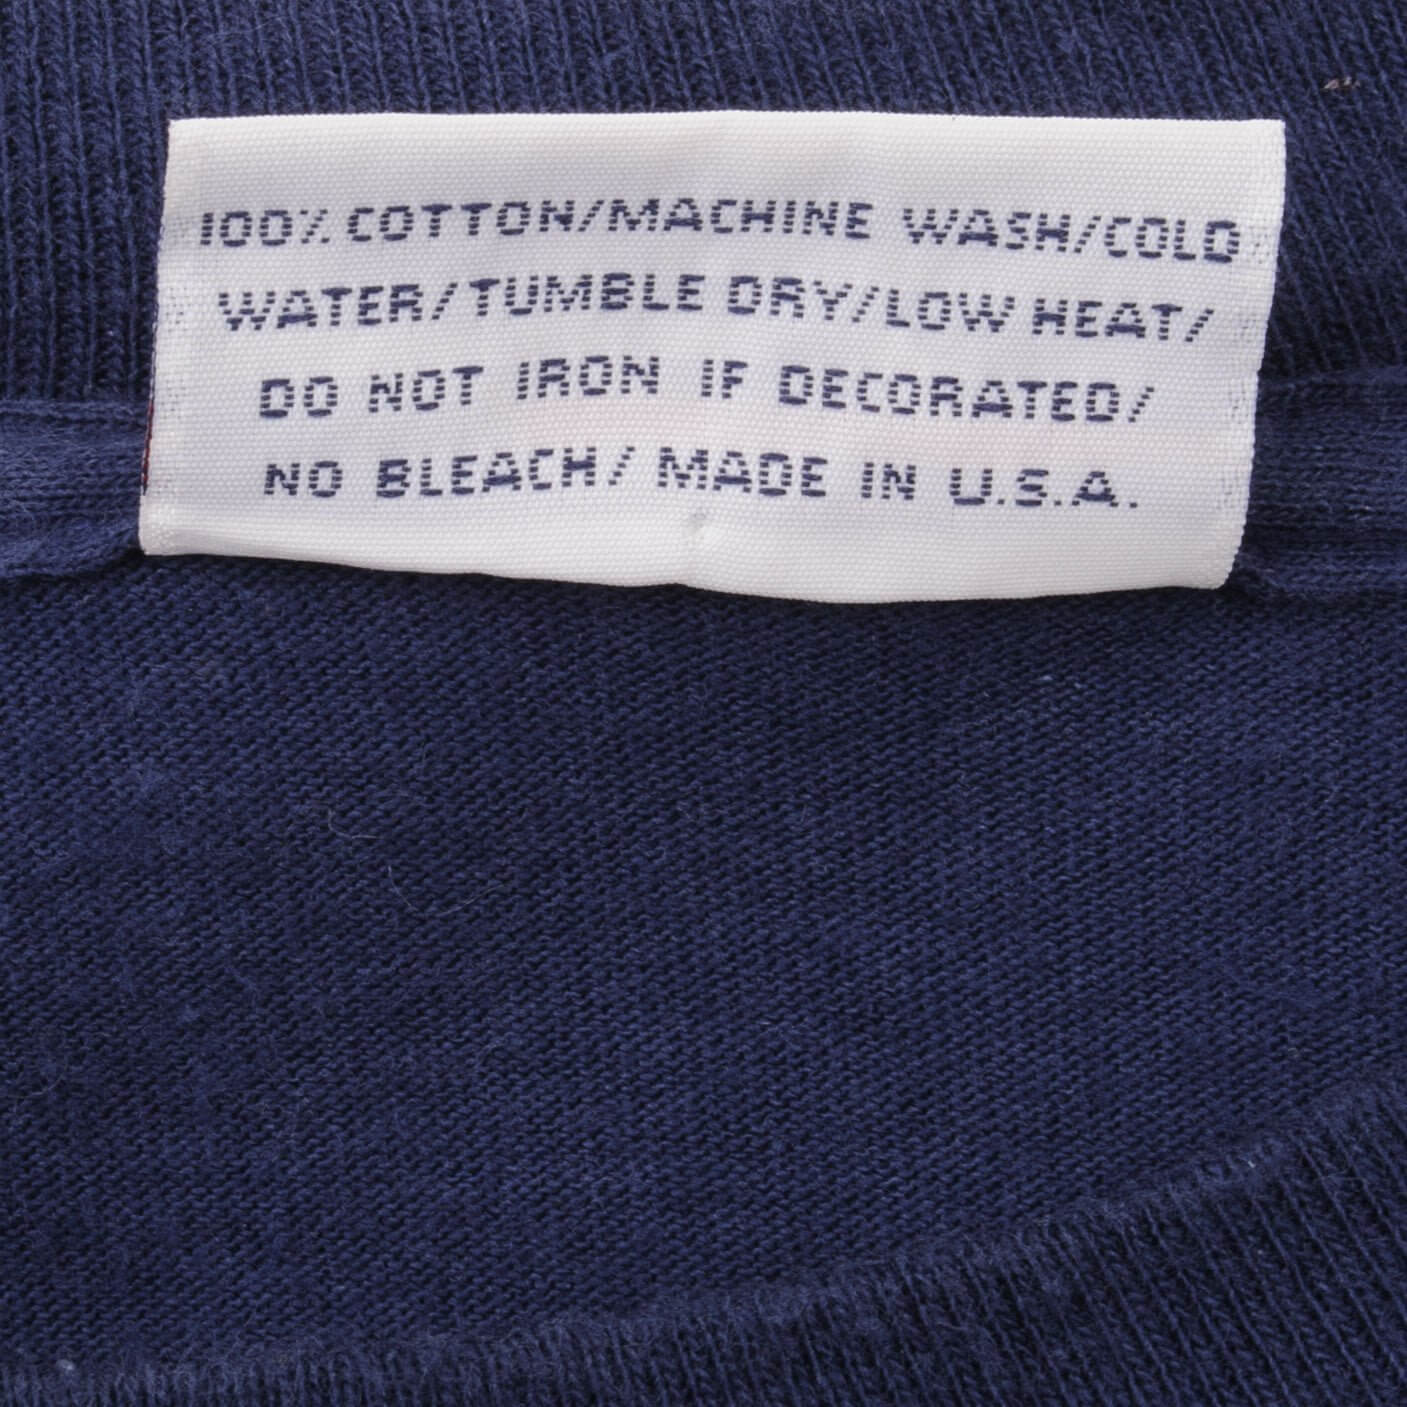 100% COTTON/MACHINE WASH/COLD
WATER/TUMBLE DRY/LOW HEAT/
DO NOT IRON IF DECORATED/
NO BLEACH/ MADE IN U.S.A.